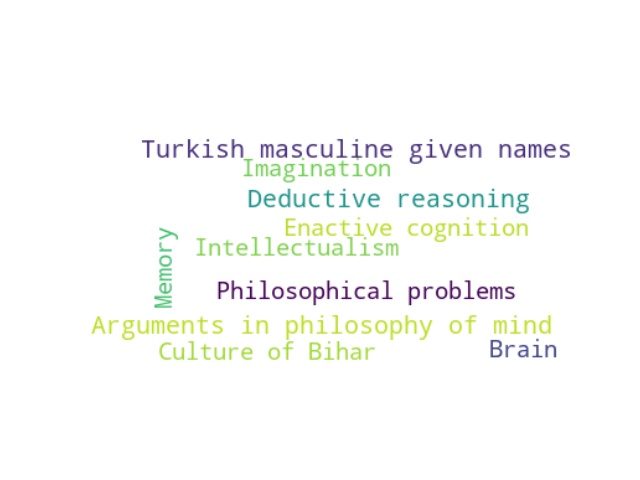 Turkish masculine given names
Imagination
Deductive reasoning
Enactive cognition
Intellectualism
Memory
Philosophical problems
Arguments in philosophy of mind
Culture of Bihar
Brain